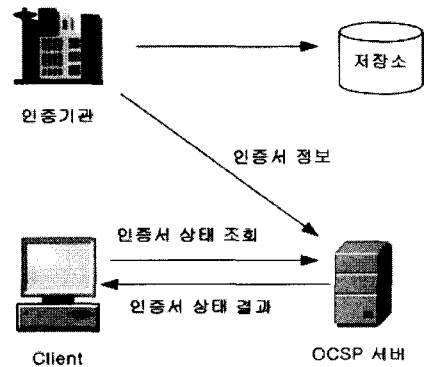 저장소
인증기관
인증서 정보
인증서 상태 조회
인증서 상태 결과
Client
OCSP 서버